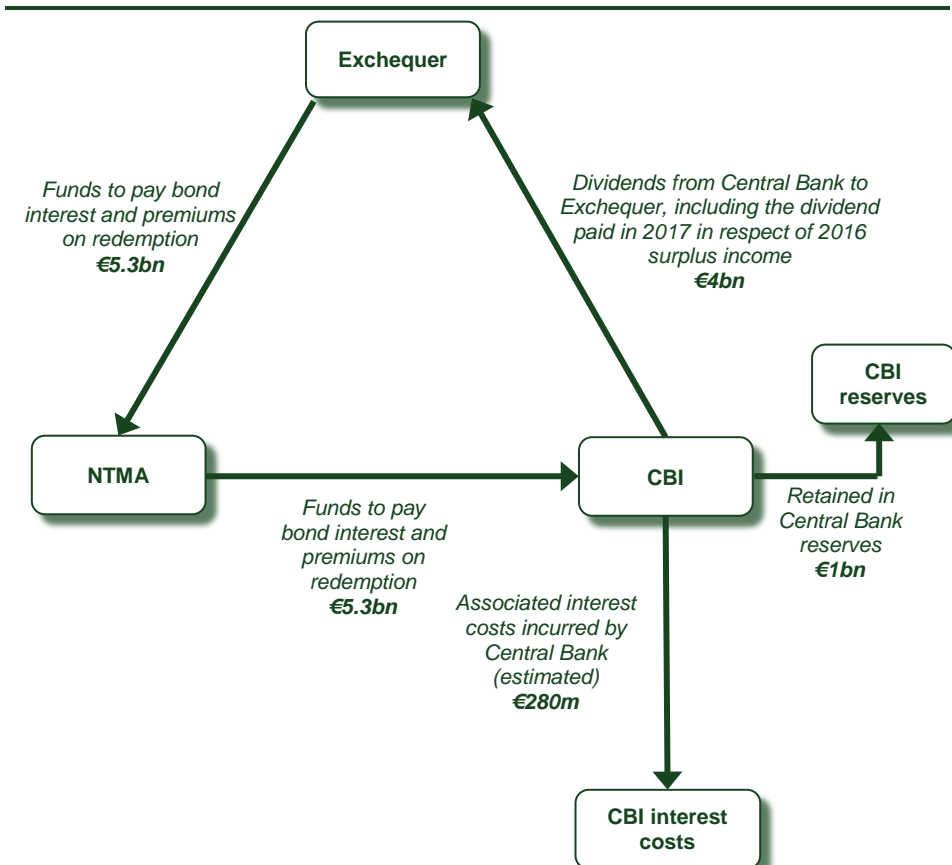 Exchequer
Funds to pay bond
interest and premiums
on redemption
€5.3bn
Dividends from Central Bank to
Exchequer, including the dividend
paid in 2017 in respect of 2016
surplus income
€4bn
CBI
reserves
NTMA
CBI
Funds to pay
bond interest and
premiums on
redemption
€5.3bn
Retained in
Central Bank
reserves
€1bn
Associated interest
costs incurred by
Central Bank
(estimated)
€280m
CBI interest
costs